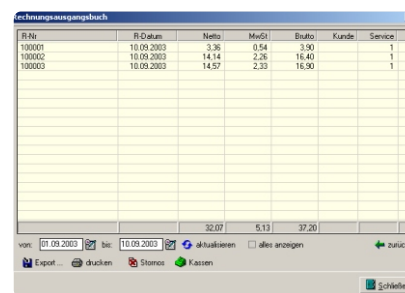 Rechnungsausgangsbuch
R-Nr R-Datum Netto MwSt Brutto Kunde Service
100001 10.09.2003 3,36 0,54 3,90 1
100002 10.09.2003 14,14 2,26 16,40 1
100003 10.09.2003 14,57 2,33 16,90 1
32,07 5,13 37,20
von: 01.09.2003 bis: 10.09.2003 aktualisieren alles anzeigen zurüc
Export ... drucken Stornos Kassen
Schließe